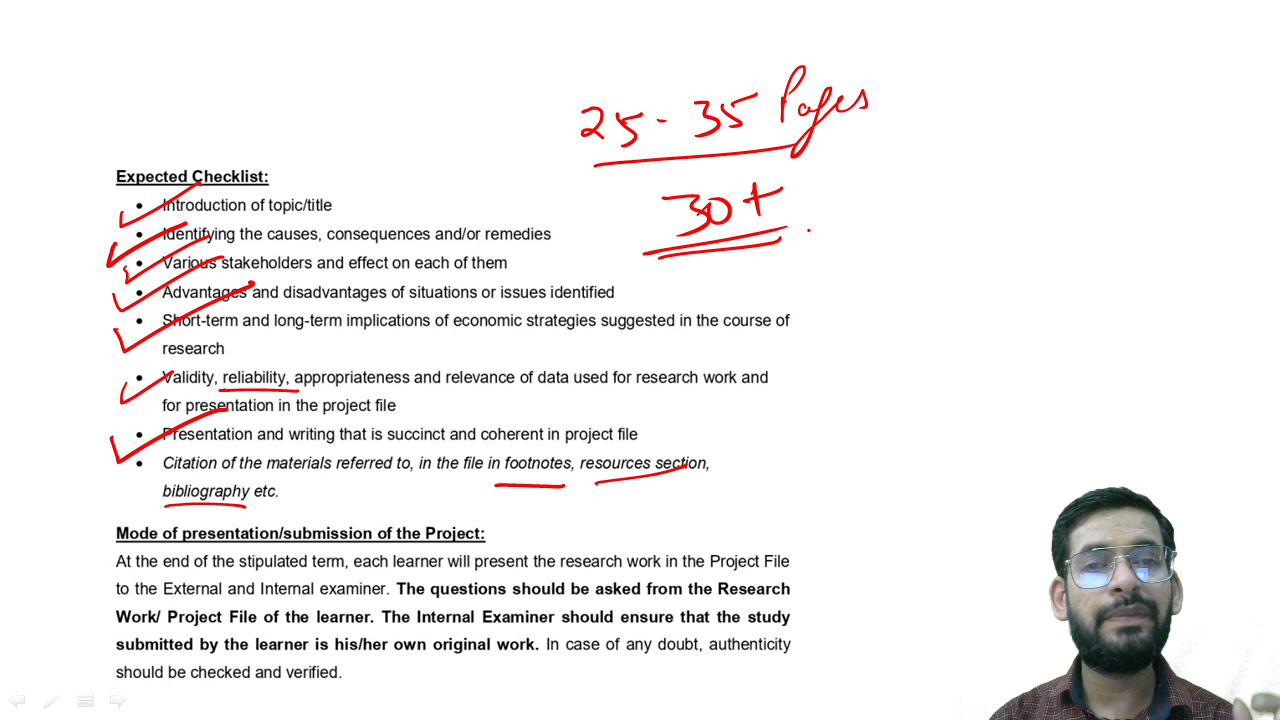 25 - 35 Pages
30+
Expected Checklist:
• Introduction of topic/title
• Identifying the causes, consequences and/or remedies
• Various stakeholders and effect on each of them
• Advantages and disadvantages of situations or issues identified
• Short-term and long-term implications of economic strategies suggested in the course of
research
• Validity, reliability, appropriateness and relevance of data used for research work and
for presentation in the project file
• Presentation and writing that is succinct and coherent in project file
• Citation of the materials referred to, in the file in footnotes, resources section,
bibliography etc.
Mode of presentation/submission of the Project:
At the end of the stipulated term, each learner will present the research work in the Project File
to the External and Internal examiner. The questions should be asked from the Research
Work/ Project File of the learner. The Internal Examiner should ensure that the study
submitted by the learner is his/her own original work. In case of any doubt, authenticity
should be checked and verified.